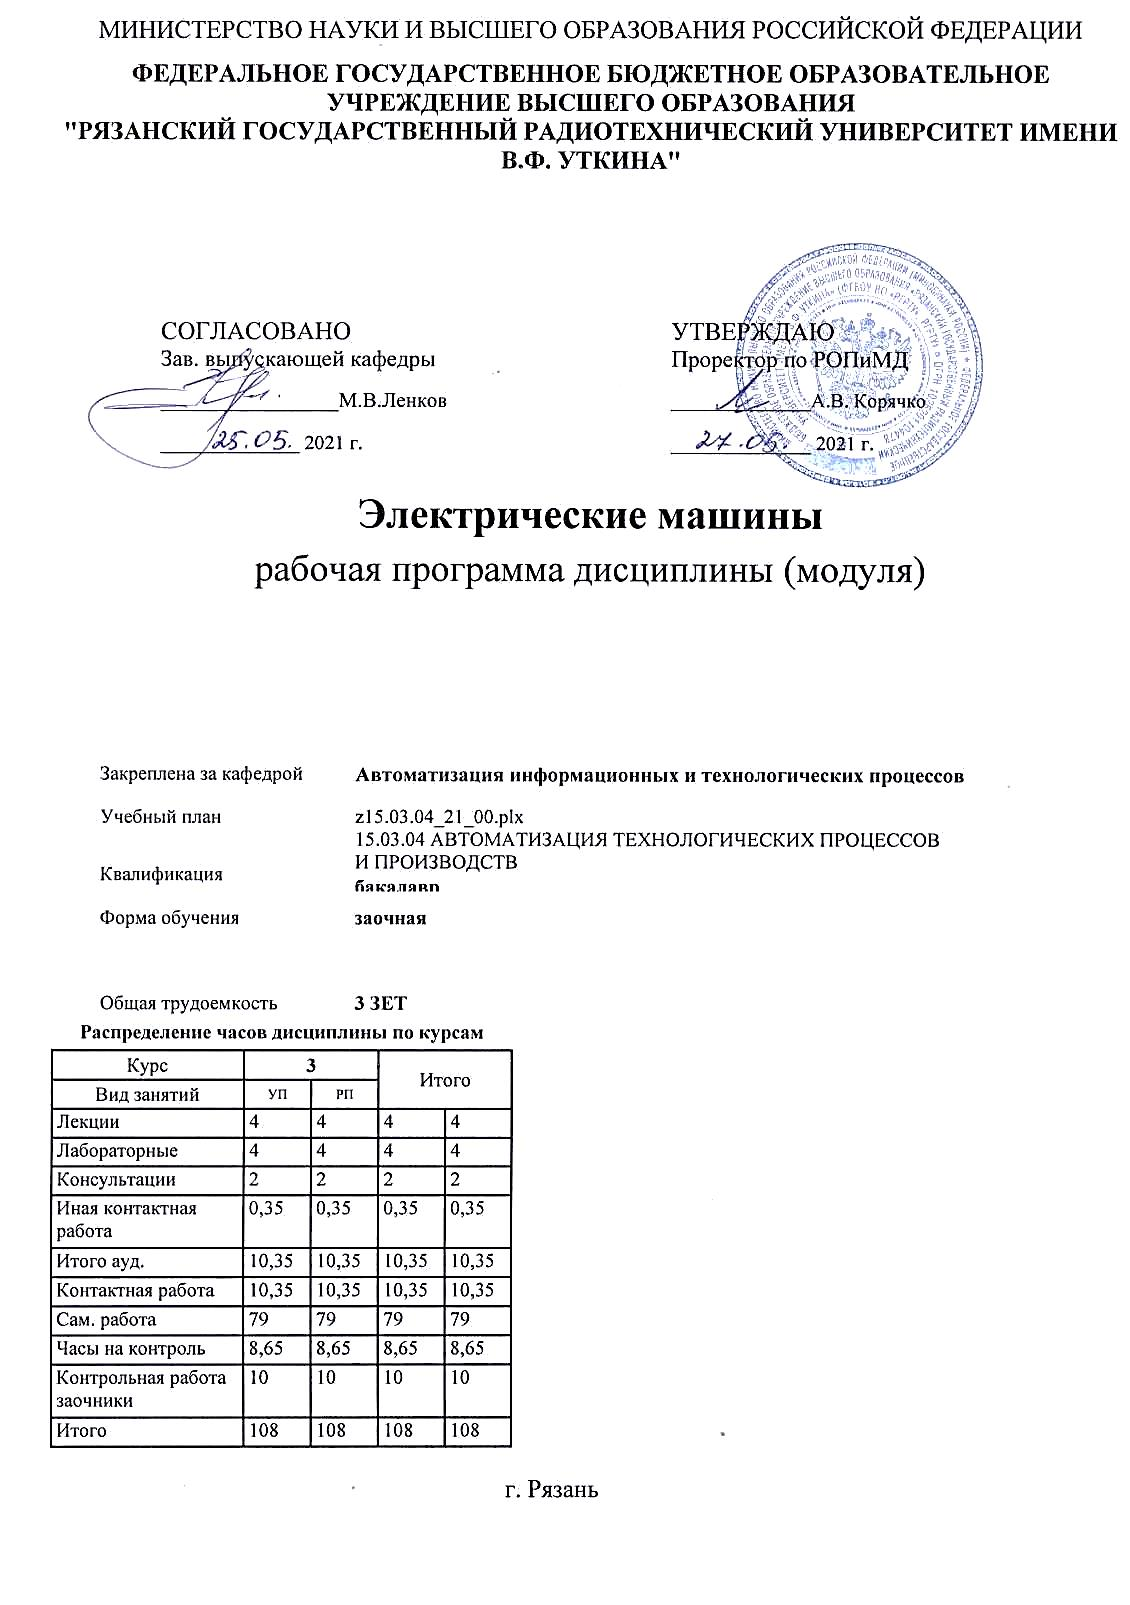 МИНИСТЕРСТВО НАУКИ И ВЫСШЕГО ОБРАЗОВАНИЯ РОССИЙСКОЙ ФЕДЕРАЦИИ
ФЕДЕРАЛЬНОЕ ГОСУДАРСТВЕННОЕ БЮДЖЕТНОЕ ОБРАЗОВАТЕЛЬНОЕ
УЧРЕЖДЕНИЕ ВЫСШЕГО ОБРАЗОВАНИЯ
"РЯЗАНСКИЙ ГОСУДАРСТВЕННЫЙ РАДИОТЕХНИЧЕСКИЙ УНИВЕРСИТЕТ ИМЕНИ
В.Ф. УТКИНА"
СОГЛАСОВАНО
Зав. выпускающей кафедры
М.В.Ленков
25.05. 2021 г.
УТВЕРЖДАЮ
Проректор по РОПиМД
А.В. Корячко
27.05. 2021 г.
Электрические машины
рабочая программа дисциплины (модуля)
Закреплена за кафедрой Автоматизация информационных и технологических процессов
Учебный план z15.03.04_21_00.plx
15.03.04 АВТОМАТИЗАЦИЯ ТЕХНОЛОГИЧЕСКИХ ПРОЦЕССОВ
И ПРОИЗВОДСТВ
Квалификация бакалавр
Форма обучения заочная
Общая трудоемкость 3 ЗЕТ
Распределение часов дисциплины по курсам
Курс 3 Итого
Вид занятий УП РП
Лекции 4 4 4 4
Лабораторные 4 4 4 4
Консультации 2 2 2 2
Иная контактная
работа 0,35 0,35 0,35 0,35
Итого ауд. 10,35 10,35 10,35 10,35
Контактная работа 10,35 10,35 10,35 10,35
Сам. работа 79 79 79 79
Часы на контроль 8,65 8,65 8,65 8,65
Контрольная работа
заочники 10 10 10 10
Итого 108 108 108 108
г. Рязань